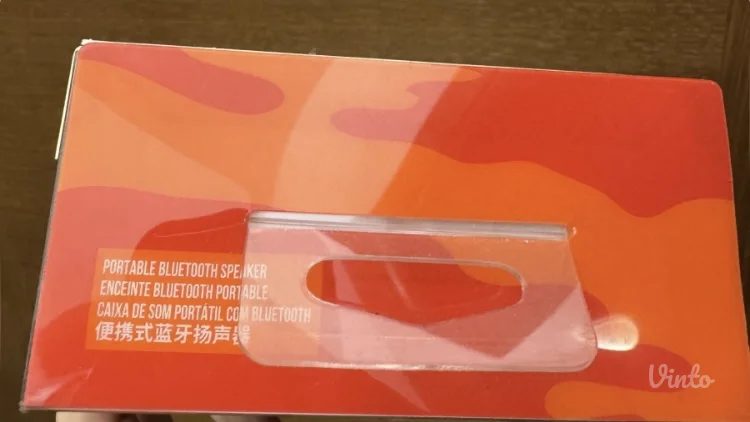 PORTABLE BLUETOOTH SPEAKER
ENCEINTE BLUETOOTH PORTABLE
CAIXA DE SOM PORTÁTIL COM BLUETOOTH
便携式蓝牙扬声器
Vinto